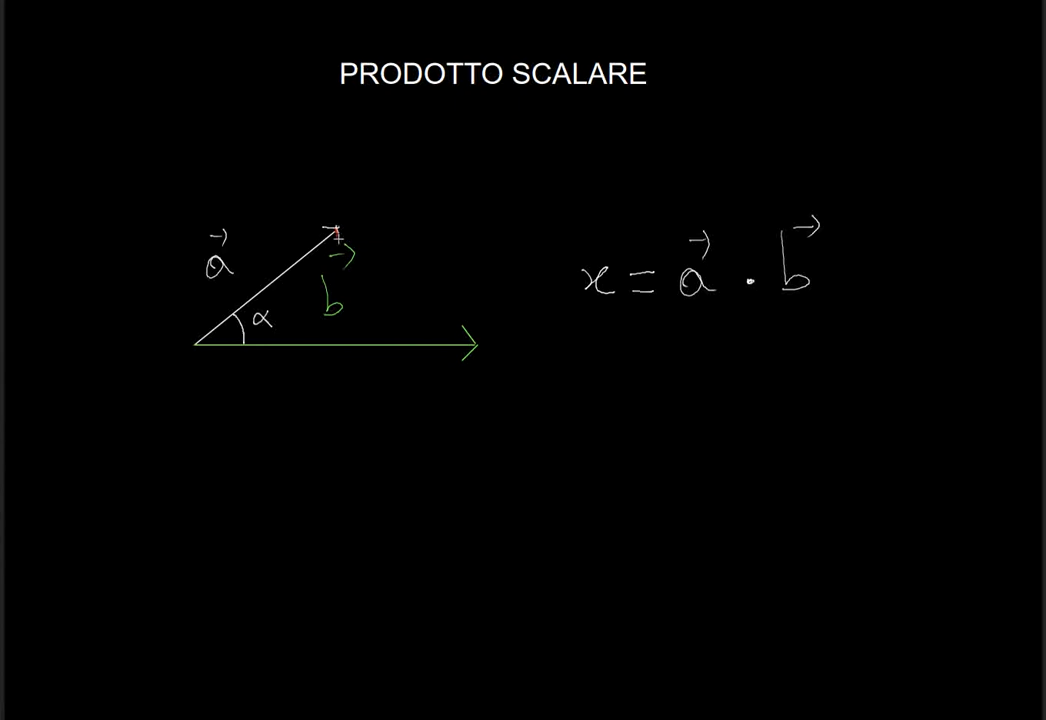 PRODOTTO SCALARE
a⃗
b⃗
α
x = a⃗ · b⃗